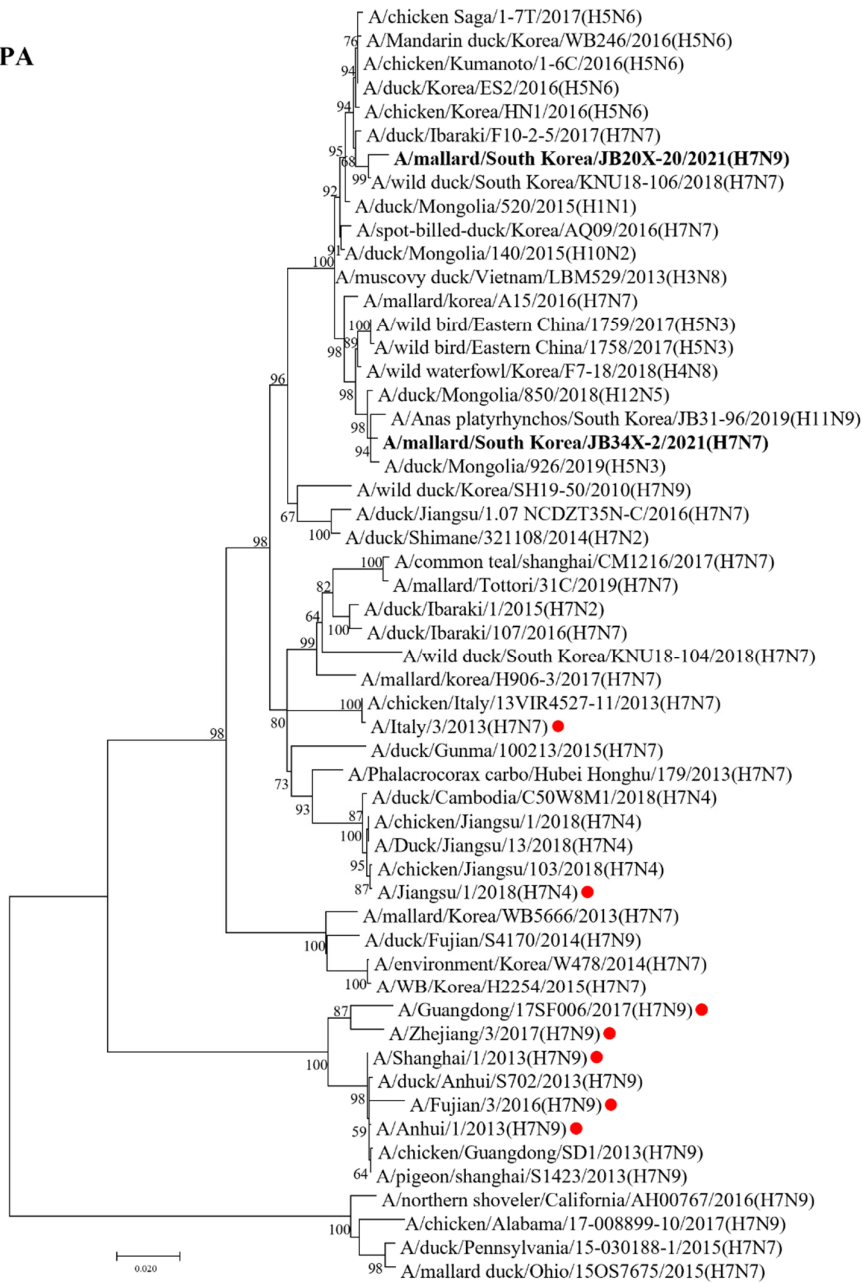 PA
A/chicken Saga/1-7T/2017(H5N6)
76
A/Mandarin duck/Korea/WB246/2016(H5N6)
A/chicken/Kumanoto/1-6C/2016(H5N6)
94
A/duck/Korea/ES2/2016(H5N6)
94
A/chicken/Korea/HN1/2016(H5N6)
A/duck/Ibaraki/F10-2-5/2017(H7N7)
95
68
A/mallard/South Korea/JB20X-20/2021(H7N9)
99
A/wild duck/South Korea/KNU18-106/2018(H7N7)
92
A/duck/Mongolia/520/2015(H1N1)
A/spot-billed-duck/Korea/AQ09/2016(H7N7)
91
A/duck/Mongolia/140/2015(H10N2)
100
A/muscovy duck/Vietnam/LBM529/2013(H3N8)
A/mallard/korea/A15/2016(H7N7)
100
A/wild bird/Eastern China/1759/2017(H5N3)
89
A/wild bird/Eastern China/1758/2017(H5N3)
98
A/wild waterfowl/Korea/F7-18/2018(H4N8)
96
98
A/duck/Mongolia/850/2018(H12N5)
A/Anas platyrhynchos/South Korea/JB31-96/2019(H11N9)
98
A/mallard/South Korea/JB34X-2/2021(H7N7)
94
A/duck/Mongolia/926/2019(H5N3)
A/wild duck/Korea/SH19-50/2010(H7N9)
67
A/duck/Jiangsu/1.07 NCDZT35N-C/2016(H7N7)
100
A/duck/Shimane/321108/2014(H7N2)
98
100
A/common teal/shanghai/CM1216/2017(H7N7)
82
A/mallard/Tottori/31C/2019(H7N7)
A/duck/Ibaraki/1/2015(H7N2)
64
100
A/duck/Ibaraki/107/2016(H7N7)
99
A/wild duck/South Korea/KNU18-104/2018(H7N7)
A/mallard/korea/H906-3/2017(H7N7)
100
A/chicken/Italy/13VIR4527-11/2013(H7N7)
80
A/Italy/3/2013(H7N7)
98
A/duck/Gunma/100213/2015(H7N7)
73
A/Phalacrocorax carbo/Hubei Honghu/179/2013(H7N7)
93
A/duck/Cambodia/C50W8M1/2018(H7N4)
87
A/chicken/Jiangsu/1/2018(H7N4)
100
A/Duck/Jiangsu/13/2018(H7N4)
95
A/chicken/Jiangsu/103/2018(H7N4)
87
A/Jiangsu/1/2018(H7N4)
A/mallard/Korea/WB5666/2013(H7N7)
100
A/duck/Fujian/S4170/2014(H7N9)
A/environment/Korea/W478/2014(H7N7)
100
A/WB/Korea/H2254/2015(H7N7)
87
A/Guangdong/17SF006/2017(H7N9)
A/Zhejiang/3/2017(H7N9)
100
A/Shanghai/1/2013(H7N9)
A/duck/Anhui/S702/2013(H7N9)
98
A/Fujian/3/2016(H7N9)
59
A/Anhui/1/2013(H7N9)
A/chicken/Guangdong/SD1/2013(H7N9)
64
A/pigeon/shanghai/S1423/2013(H7N9)
A/northern shoveler/California/AH00767/2016(H7N9)
100
A/chicken/Alabama/17-008899-10/2017(H7N9)
A/duck/Pennsylvania/15-030188-1/2015(H7N7)
98
A/mallard duck/Ohio/15OS7675/2015(H7N7)
0.020